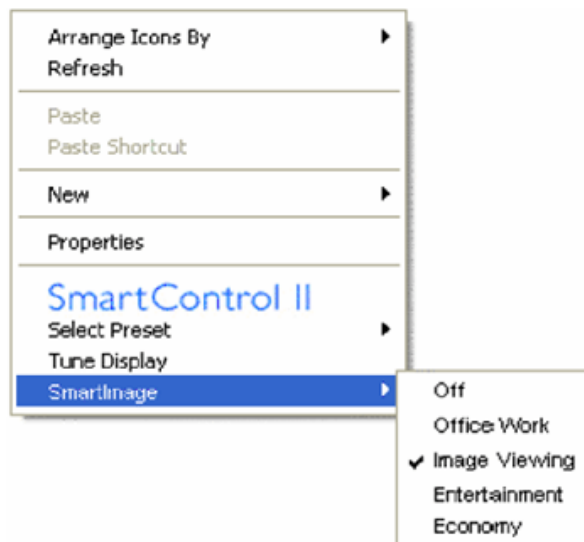 Arrange Icons By
Refresh
Paste
Paste Shortcut
New
Properties
SmartControl II
Select Preset
Tune Display
SmartImage
Off
Office Work
Image Viewing
Entertainment
Economy